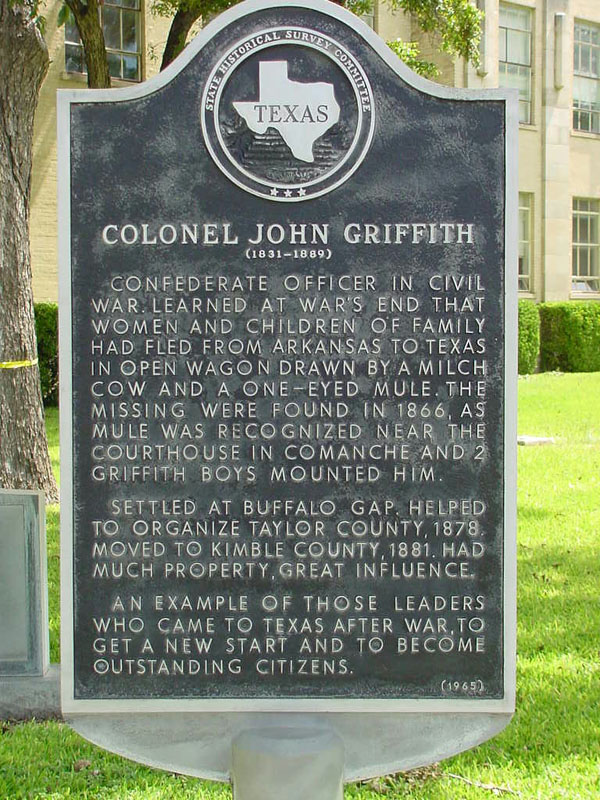 STATE HISTORICAL SURVEY COMMITTEE
TEXAS
COLONEL JOHN GRIFFITH
(1831–1889)
CONFEDERATE OFFICER IN CIVIL
WAR. LEARNED AT WAR'S END THAT
WOMEN AND CHILDREN OF FAMILY
HAD FLED FROM ARKANSAS TO TEXAS
IN OPEN WAGON DRAWN BY A MILCH
COW AND A ONE-EYED MULE. THE
MISSING WERE FOUND IN 1866, AS
MULE WAS RECOGNIZED NEAR THE
COURTHOUSE IN COMANCHE AND 2
GRIFFITH BOYS MOUNTED HIM.
SETTLED AT BUFFALO GAP. HELPED
TO ORGANIZE TAYLOR COUNTY, 1878.
MOVED TO KIMBLE COUNTY, 1881. HAD
MUCH PROPERTY, GREAT INFLUENCE.
AN EXAMPLE OF THOSE LEADERS
WHO CAME TO TEXAS AFTER WAR, TO
GET A NEW START AND TO BECOME
OUTSTANDING CITIZENS.
(1965)